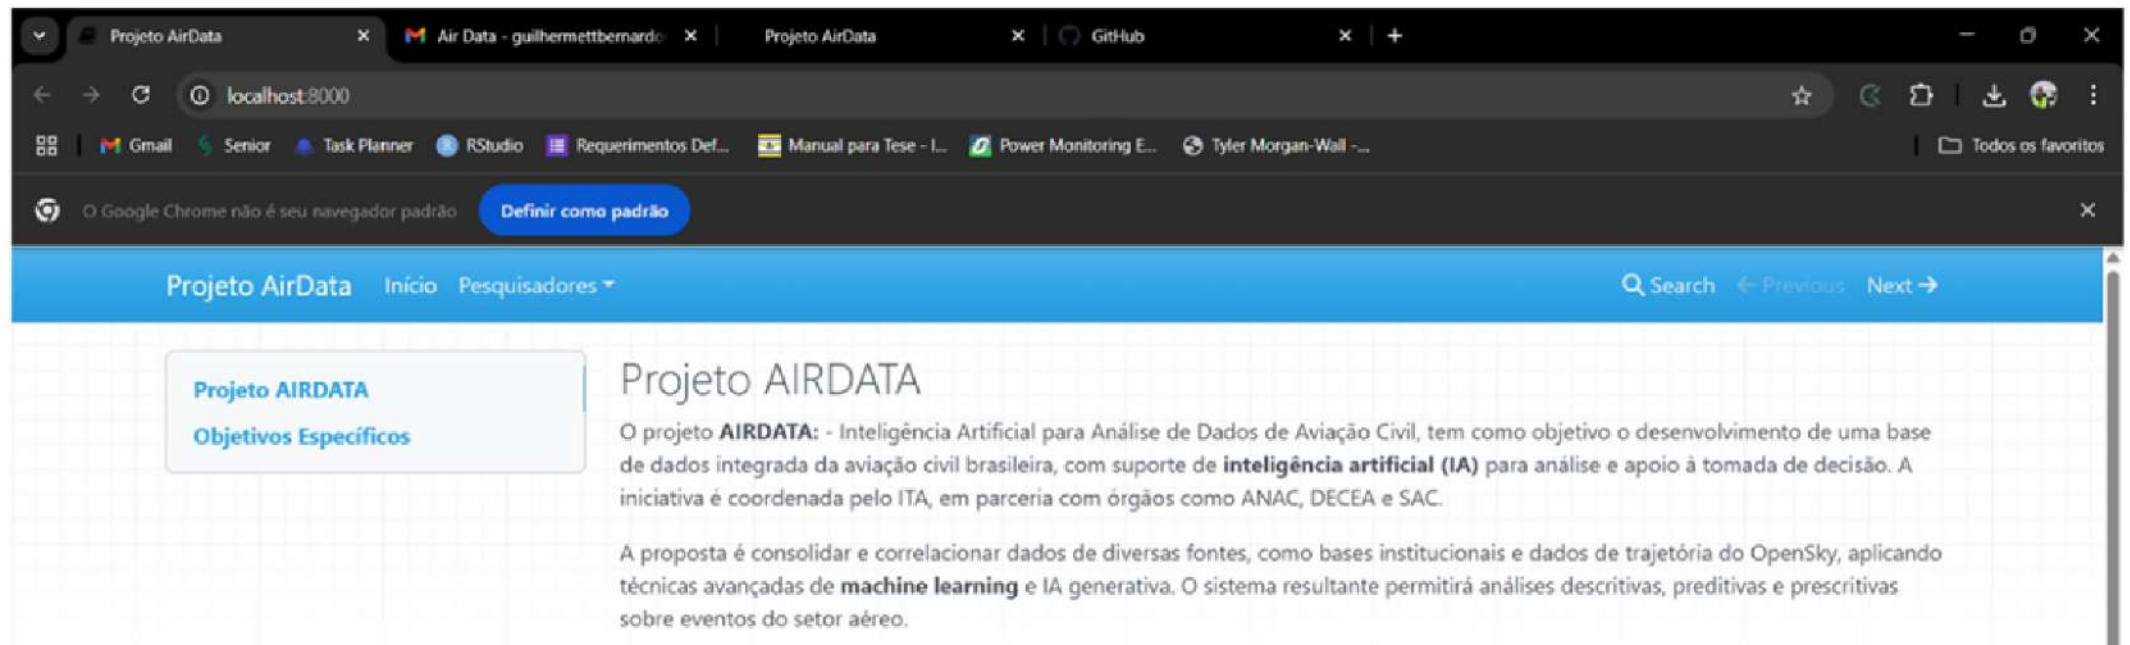 Projeto AirData
Air Data - guilhermettbernardo
Projeto AirData
GitHub
localhost:8000
Gmail
Senior
Task Planner
RStudio
Requerimentos Def...
Manual para Tese - I...
Power Monitoring E...
Tyler Morgan-Wall -...
Todos os favoritos
O Google Chrome não é seu navegador padrão
Definir como padrão
Projeto AirData Início Pesquisadores
Search Previous Next
Projeto AIRDATA
Objetivos Específicos
Projeto AIRDATA
O projeto AIRDATA: - Inteligência Artificial para Análise de Dados de Aviação Civil, tem como objetivo o desenvolvimento de uma base
de dados integrada da aviação civil brasileira, com suporte de inteligência artificial (IA) para análise e apoio à tomada de decisão. A
iniciativa é coordenada pelo ITA, em parceria com órgãos como ANAC, DECEA e SAC.
A proposta é consolidar e correlacionar dados de diversas fontes, como bases institucionais e dados de trajetória do OpenSky, aplicando
técnicas avançadas de machine learning e IA generativa. O sistema resultante permitirá análises descritivas, preditivas e prescritivas
sobre eventos do setor aéreo.